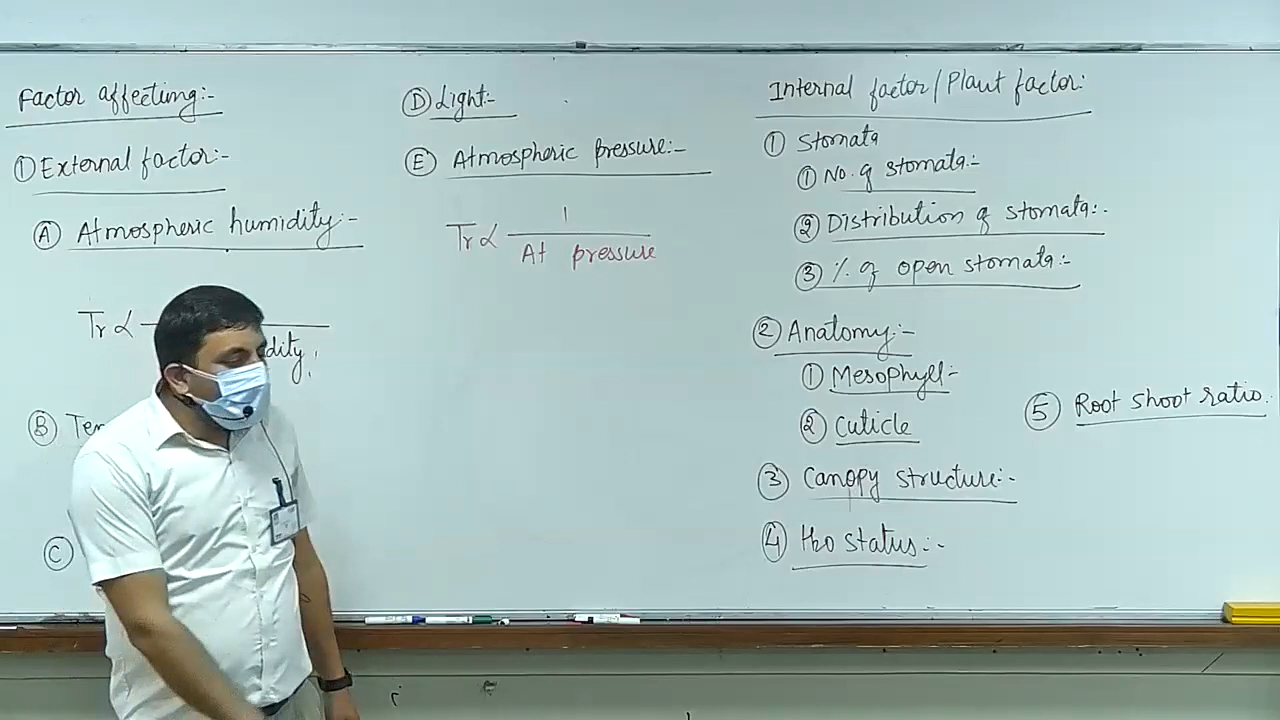 Factor affecting:-
① External factor:-
Ⓐ Atmospheric humidity:-
Tr ∝
dity
Ⓑ Tem
Ⓒ
Ⓓ Light:-
Ⓔ Atmospheric pressure:-
Tr ∝ 1
At pressure
Internal factor/Plant factor:
① Stomata
① No. of stomata:-
② Distribution of stomata:-
③ % of open stomata:-
② Anatomy:-
① Mesophyll-
② Cuticle
③ Canopy structure:-
④ H2O status:-
⑤ Root shoot ratio.